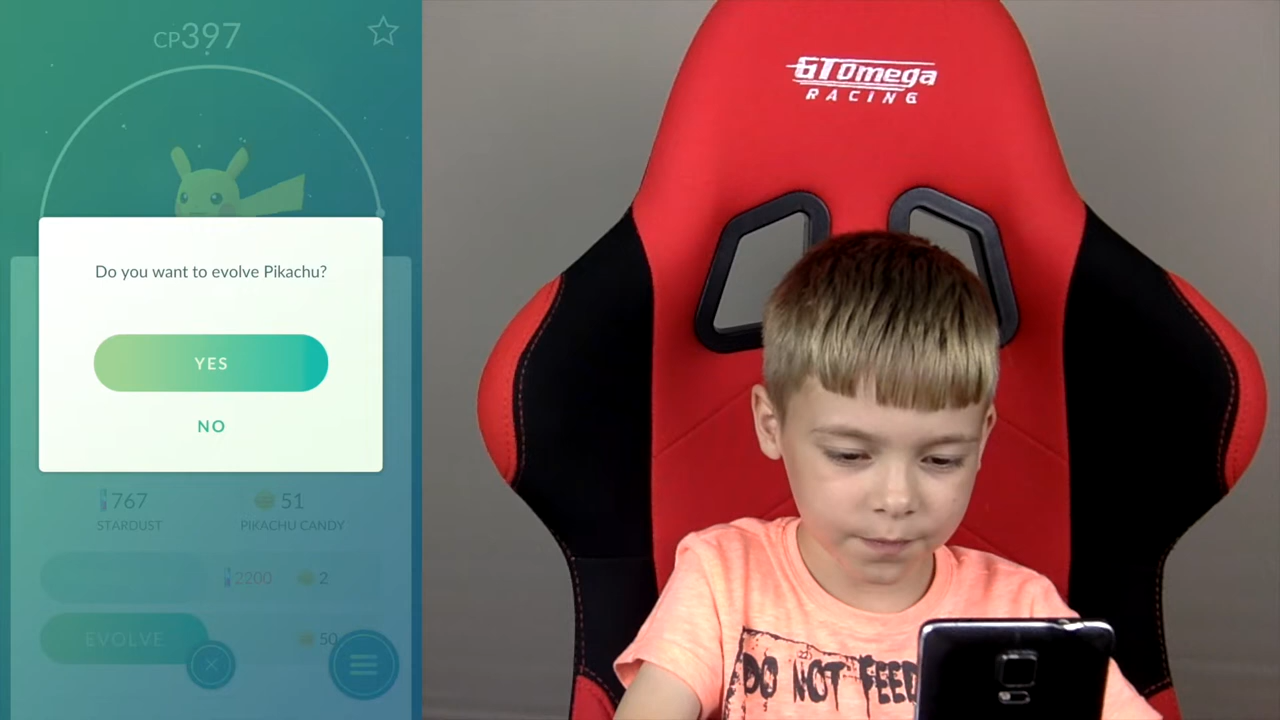 CP397
Do you want to evolve Pikachu?
YES
NO
767
STARDUST
51
PIKACHU CANDY
2200
2
EVOLVE
50
GTOmega
RACING
DO NOT FEED